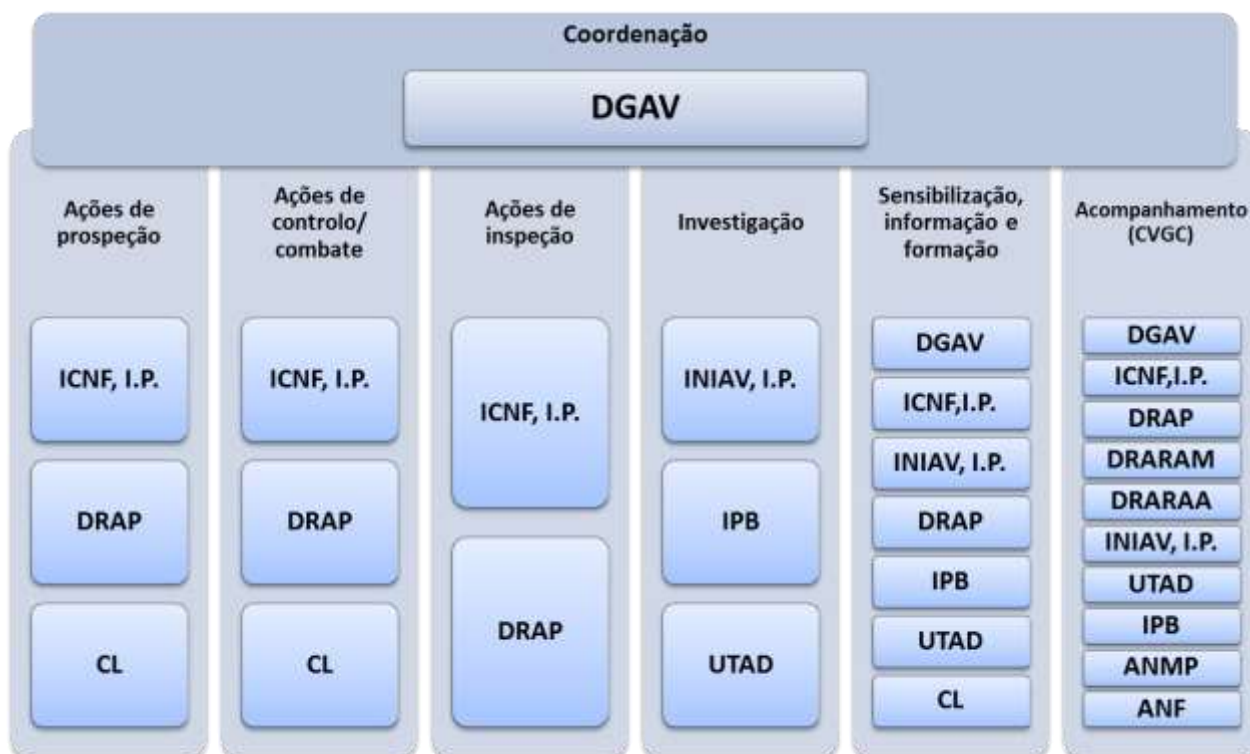 Coordenação
DGAV
Ações de
prospeção
ICNF, I.P.
DRAP
CL
Ações de
controlo/
combate
ICNF, I.P.
DRAP
CL
Ações de
inspeção
ICNF, I.P.
DRAP
Investigação
INIAV, I.P.
IPB
UTAD
Sensibilização,
informação e
formação
DGAV
ICNF,I.P.
INIAV, I.P.
DRAP
IPB
UTAD
CL
Acompanhamento
(CVGC)
DGAV
ICNF,I.P.
DRAP
DRARAM
DRARAA
INIAV, I.P.
UTAD
IPB
ANMP
ANF